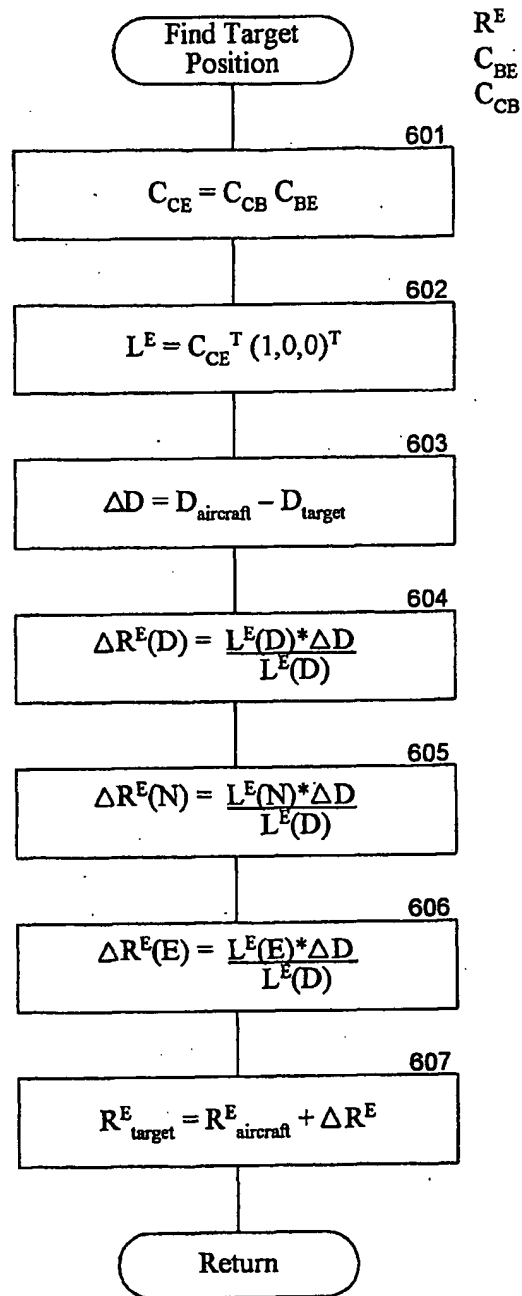 Find Target
Position
R^E
C_BE
C_CB
601
C_CE = C_CB C_BE
602
L^E = C_CE^T (1,0,0)^T
603
ΔD = D_aircraft – D_target
604
ΔR^E(D) = L^E(D)*ΔD
L^E(D)
605
ΔR^E(N) = L^E(N)*ΔD
L^E(D)
606
ΔR^E(E) = L^E(E)*ΔD
L^E(D)
607
R^E_target = R^E_aircraft + ΔR^E
Return